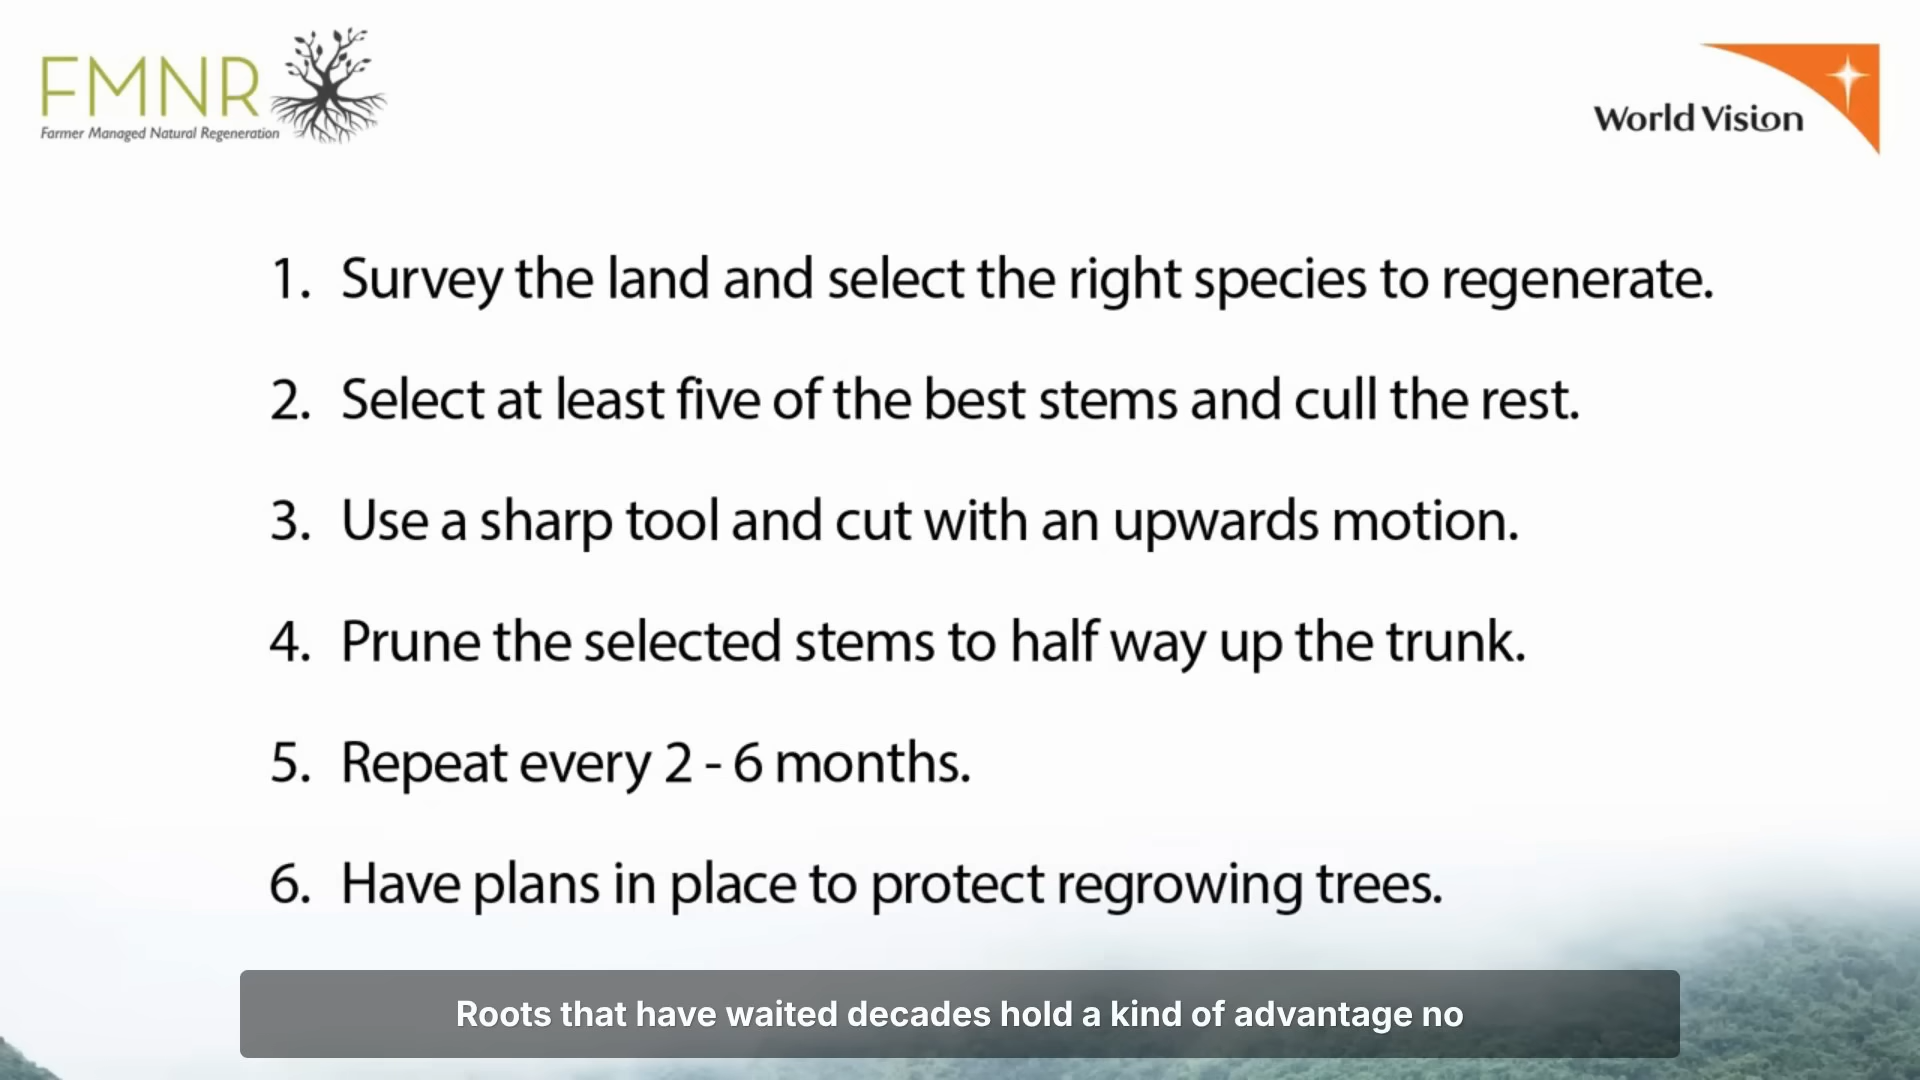 FMNR
Farmer Managed Natural Regeneration
World Vision
1. Survey the land and select the right species to regenerate.
2. Select at least five of the best stems and cull the rest.
3. Use a sharp tool and cut with an upwards motion.
4. Prune the selected stems to half way up the trunk.
5. Repeat every 2 - 6 months.
6. Have plans in place to protect regrowing trees.
Roots that have waited decades hold a kind of advantage no